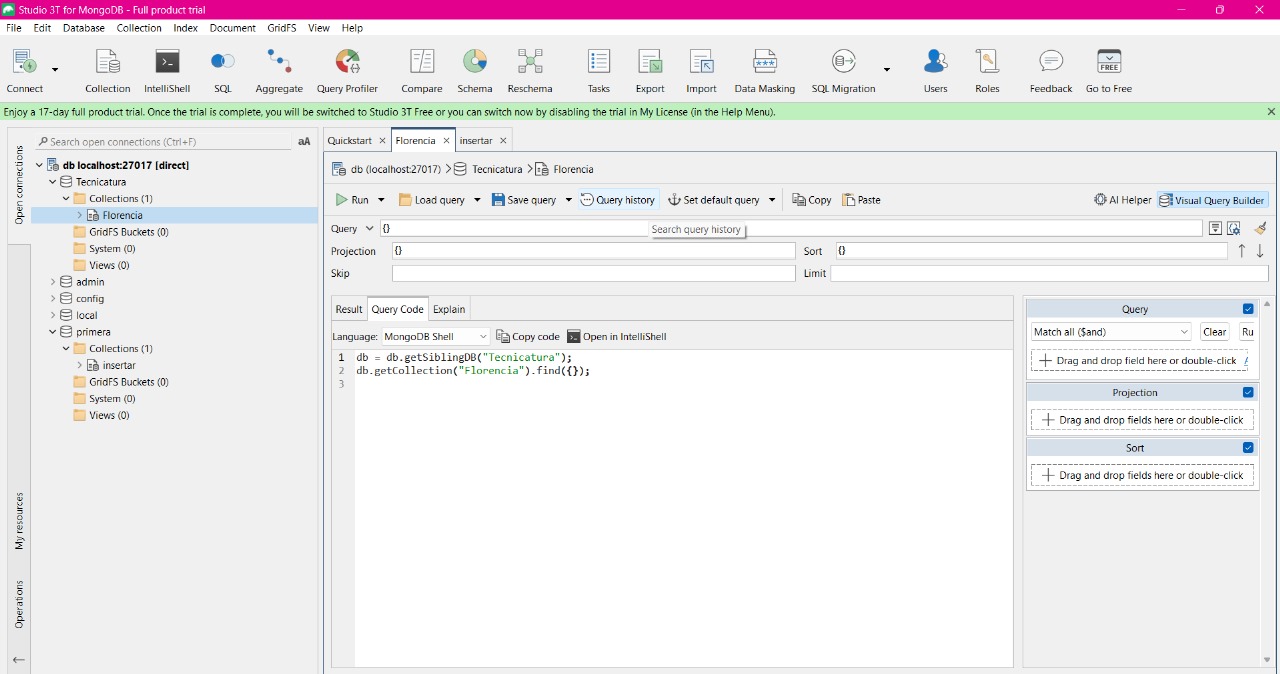 Studio 3T for MongoDB - Full product trial
File Edit Database Collection Index Document GridFS View Help
Connect Collection IntelliShell SQL Aggregate Query Profiler Compare Schema Reschema Tasks Export Import Data Masking SQL Migration Users Roles Feedback FREE Go to Free
Enjoy a 17-day full product trial. Once the trial is complete, you will be switched to Studio 3T Free or you can switch now by disabling the trial in My License (in the Help Menu).
Open connections
My resources
Operations
Search open connections (Ctrl+F) aA
db localhost:27017 [direct]
Tecnicatura
Collections (1)
Florencia
GridFS Buckets (0)
System (0)
Views (0)
admin
config
local
primera
Collections (1)
insertar
GridFS Buckets (0)
System (0)
Views (0)
Quickstart Florencia insertar
db (localhost:27017) Tecnicatura Florencia
Run Load query Save query Query history Set default query Copy Paste AI Helper Visual Query Builder
Query {}
Search query history
Projection {} Sort {}
Skip Limit
Result Query Code Explain
Language: MongoDB Shell Copy code Open in IntelliShell
1 db = db.getSiblingDB("Tecnicatura");
2 db.getCollection("Florencia").find({});
3
Query
Match all ($and) Clear Ru
Drag and drop field here or double-click
Projection
Drag and drop fields here or double-click
Sort
Drag and drop fields here or double-click